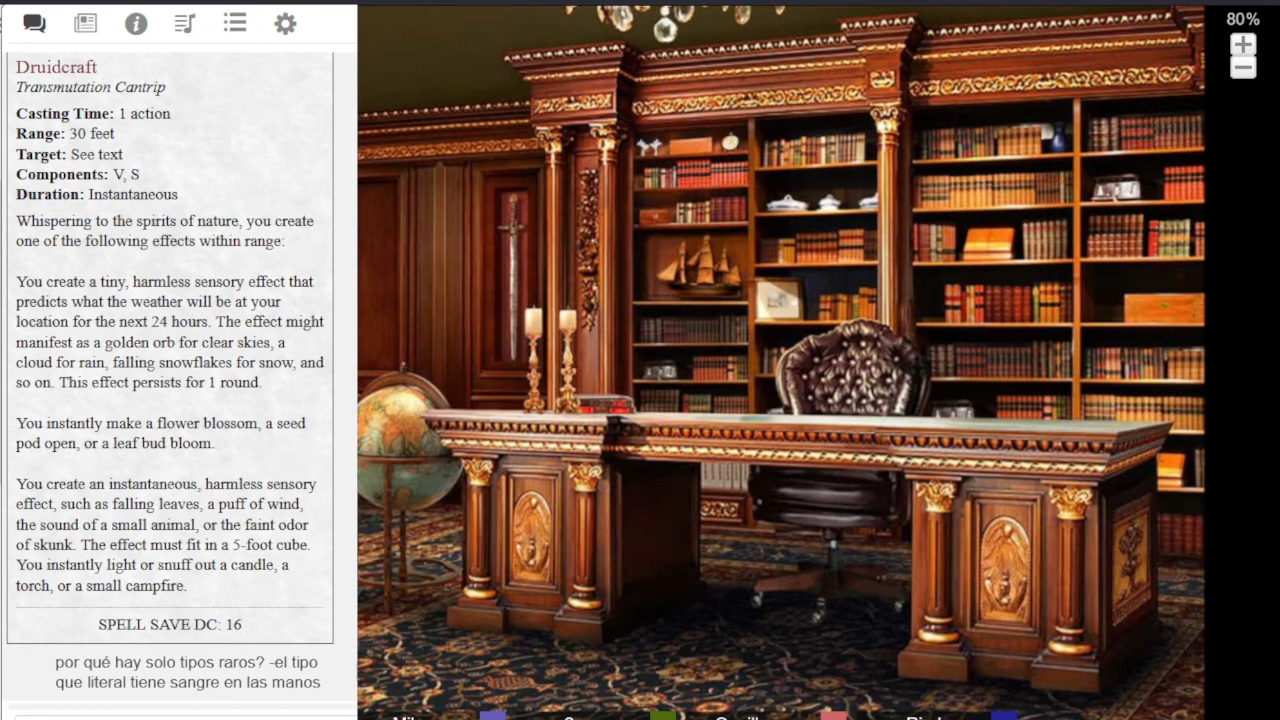 80%
Druidcraft
Transmutation Cantrip
Casting Time: 1 action
Range: 30 feet
Target: See text
Components: V, S
Duration: Instantaneous
Whispering to the spirits of nature, you create
one of the following effects within range:
You create a tiny, harmless sensory effect that
predicts what the weather will be at your
location for the next 24 hours. The effect might
manifest as a golden orb for clear skies, a
cloud for rain, falling snowflakes for snow, and
so on. This effect persists for 1 round.
You instantly make a flower blossom, a seed
pod open, or a leaf bud bloom.
You create an instantaneous, harmless sensory
effect, such as falling leaves, a puff of wind,
the sound of a small animal, or the faint odor
of skunk. The effect must fit in a 5-foot cube.
You instantly light or snuff out a candle, a
torch, or a small campfire.
SPELL SAVE DC: 16
por qué hay solo tipos raros? -el tipo
que literal tiene sangre en las manos